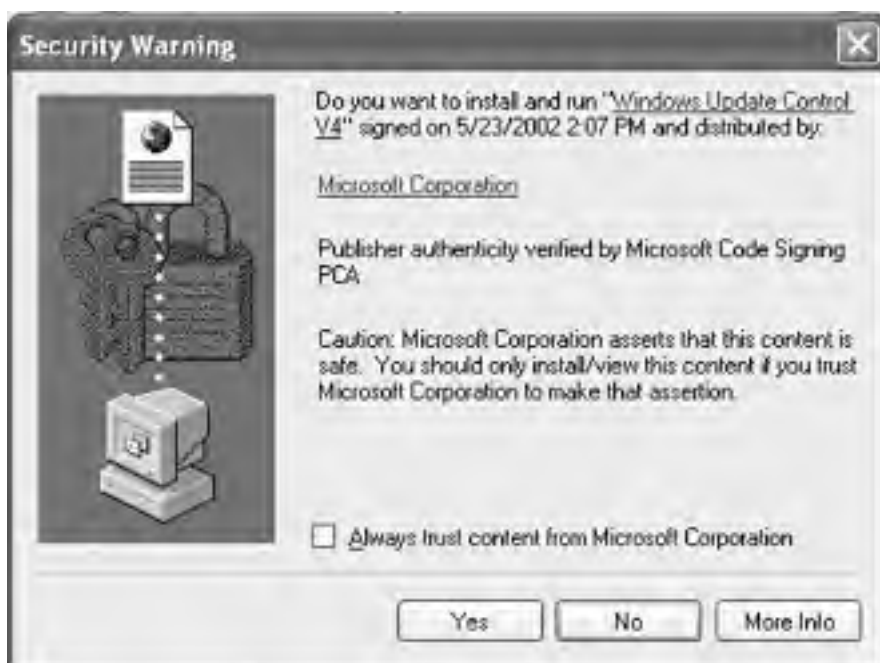 Security Warning
Do you want to install and run "Windows Update Control
V4" signed on 5/23/2002 2:07 PM and distributed by:
Microsoft Corporation
Publisher authenticity verified by Microsoft Code Signing
PCA
Caution: Microsoft Corporation asserts that this content is
safe. You should only install/view this content if you trust
Microsoft Corporation to make that assertion.
Always trust content from Microsoft Corporation
Yes
No
More Info